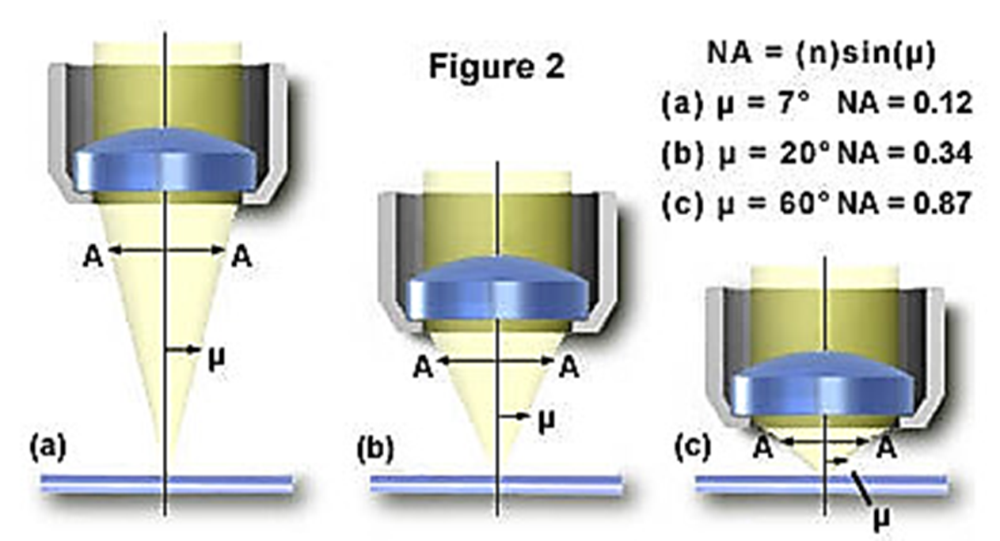 Figure 2
NA = (n)sin(μ)
(a) μ = 7° NA = 0.12
(b) μ = 20° NA = 0.34
(c) μ = 60° NA = 0.87
A A
μ
(a)
A A
μ
(b)
A A
μ
(c)